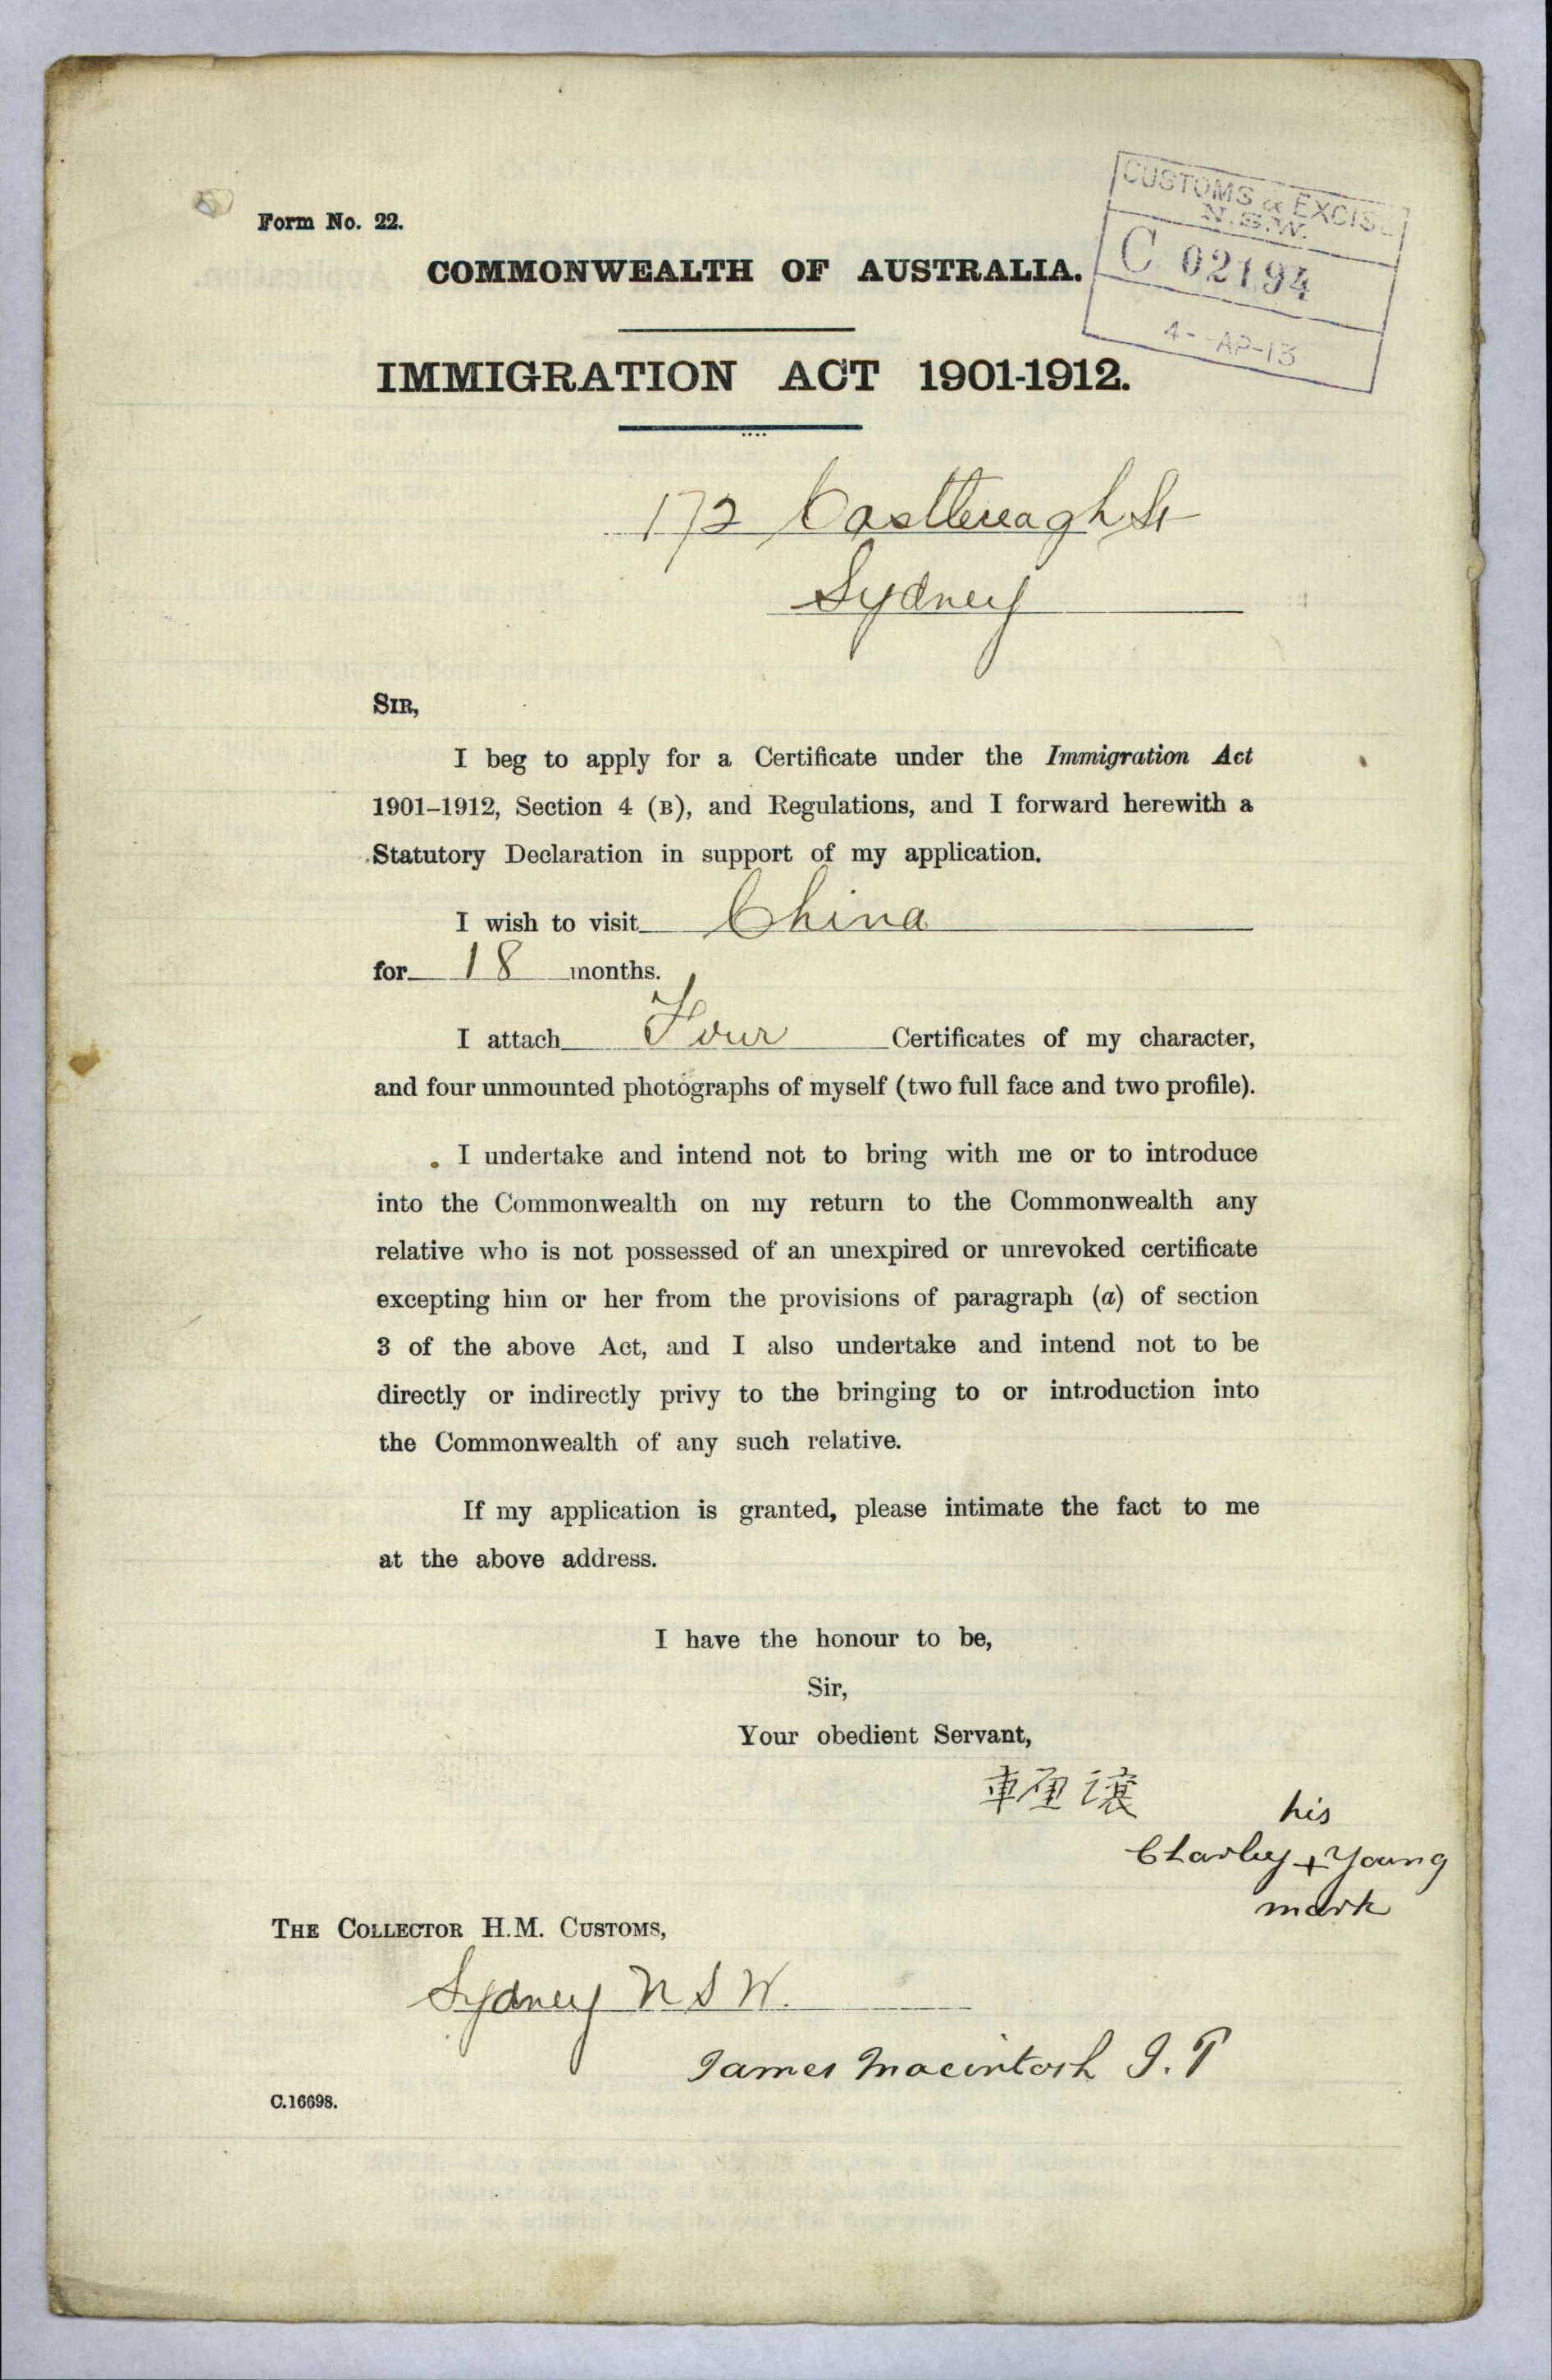 CUSTOMS & EXCISE
N.S.W.
C 02194
4--AP-13
Form No. 22.
COMMONWEALTH OF AUSTRALIA.
IMMIGRATION ACT 1901-1912.
172 Castlereagh St
Sydney
SIR,
I beg to apply for a Certificate under the Immigration Act
1901–1912, Section 4 (B), and Regulations, and I forward herewith a
Statutory Declaration in support of my application.
I wish to visit China
for 18 months.
I attach Four Certificates of my character,
and four unmounted photographs of myself (two full face and two profile).
I undertake and intend not to bring with me or to introduce
into the Commonwealth on my return to the Commonwealth any
relative who is not possessed of an unexpired or unrevoked certificate
excepting him or her from the provisions of paragraph (a) of section
3 of the above Act, and I also undertake and intend not to be
directly or indirectly privy to the bringing to or introduction into
the Commonwealth of any such relative.
If my application is granted, please intimate the fact to me
at the above address.
I have the honour to be,
Sir,
Your obedient Servant,
his
Charley + Young
mark
THE COLLECTOR H.M. CUSTOMS,
Sydney N S W.
James Macintosh J. P
C.16698.